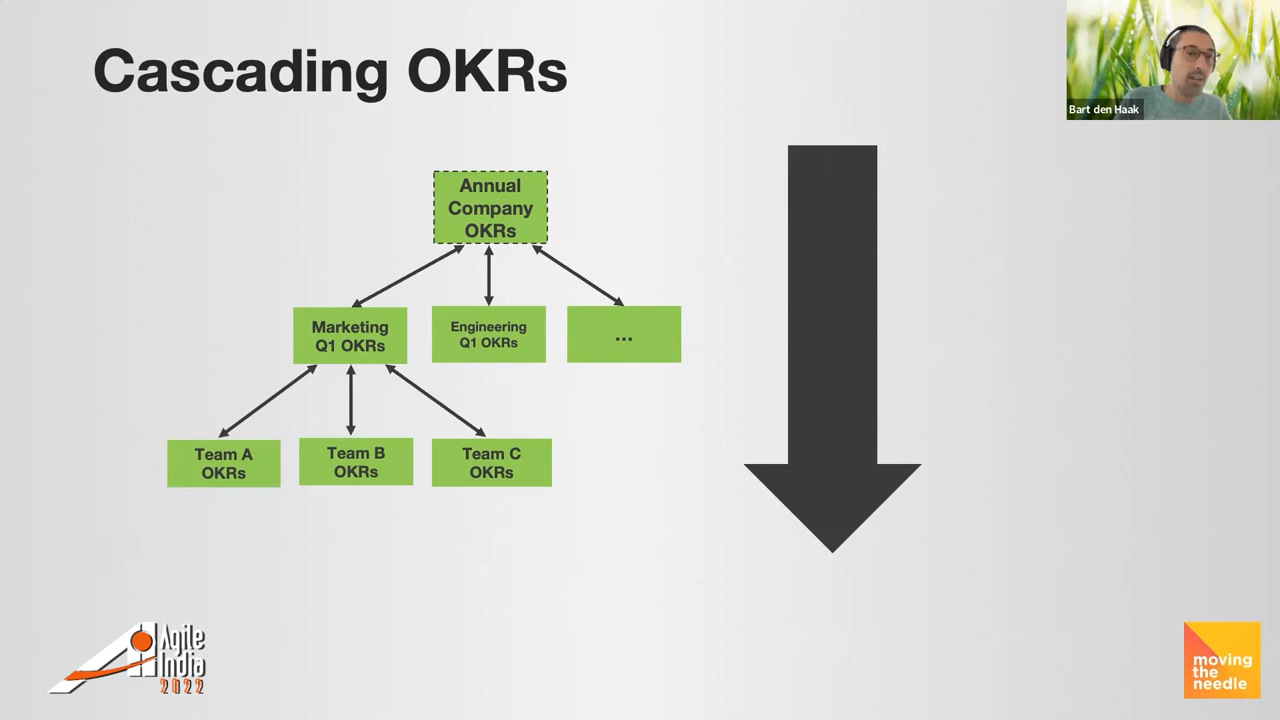 Cascading OKRs
Bart den Haak
Annual
Company
OKRs
Marketing
Q1 OKRs
Engineering
Q1 OKRs
...
Team A
OKRs
Team B
OKRs
Team C
OKRs
Agile
India
2022
moving
the
needle